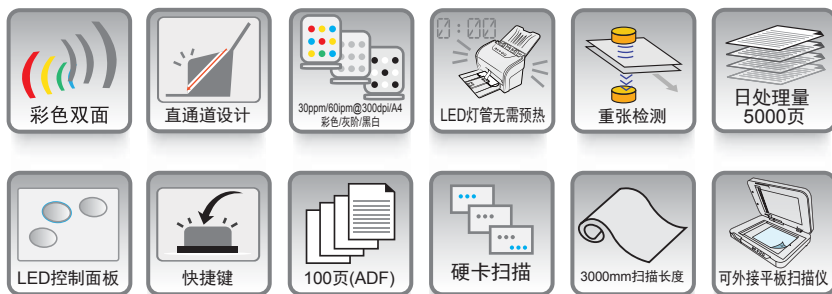 彩色双面
直通道设计
30ppm/60ipm@300dpi/A4
彩色/灰阶/黑白
0:00
LED灯管无需预热
重张检测
日处理量
5000页
LED控制面板
快捷键
100页(ADF)
硬卡扫描
3000mm扫描长度
可外接平板扫描仪